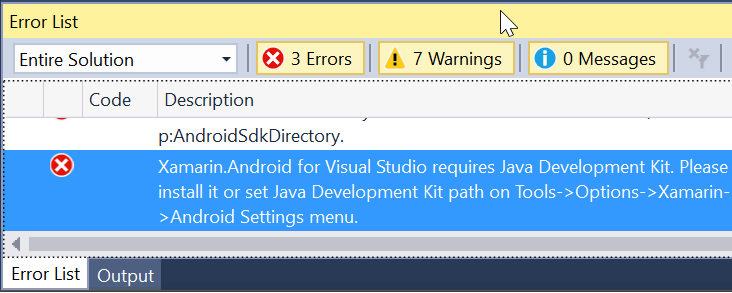 Error List
Entire Solution
3 Errors
7 Warnings
0 Messages
Code
Description
p:AndroidSdkDirectory.
Xamarin.Android for Visual Studio requires Java Development Kit. Please
install it or set Java Development Kit path on Tools->Options->Xamarin-
>Android Settings menu.
Error List
Output